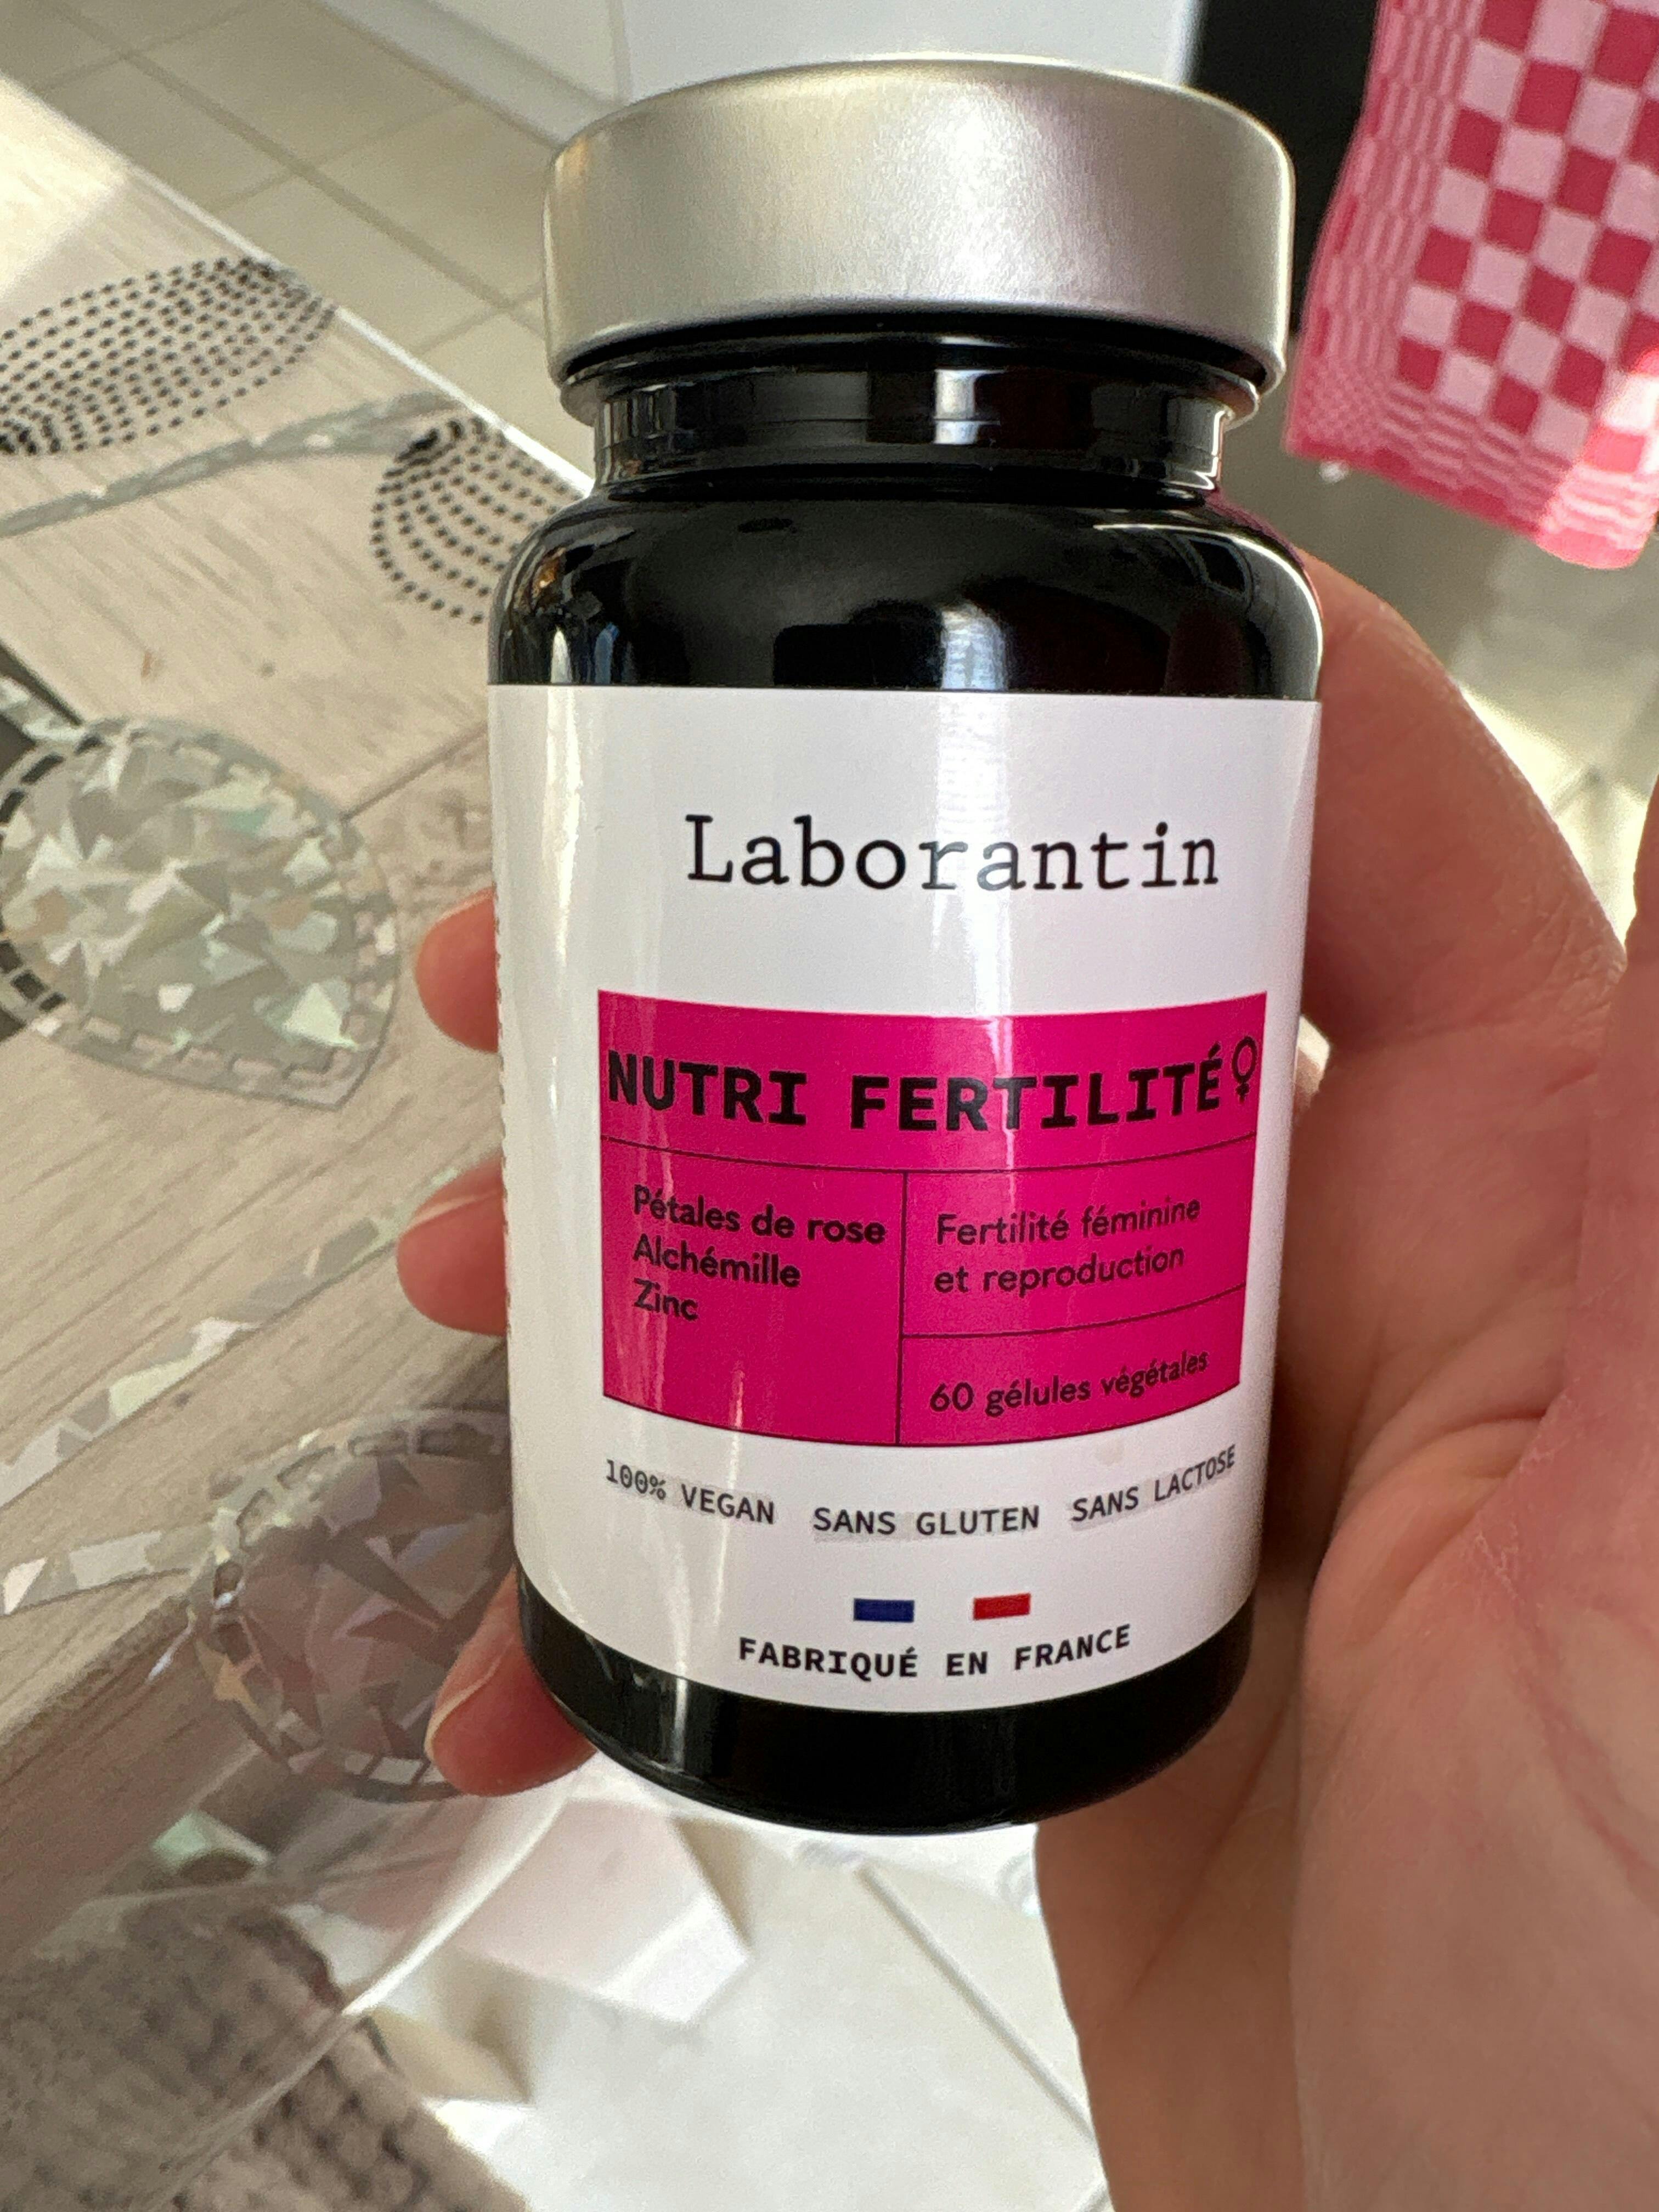 Laborantin
NUTRI FERTILITÉ♀
Pétales de rose
Alchémille
Zinc
Fertilité féminine
et reproduction
60 gélules végétales
100% VEGAN SANS GLUTEN SANS LACTOSE
FABRIQUÉ EN FRANCE